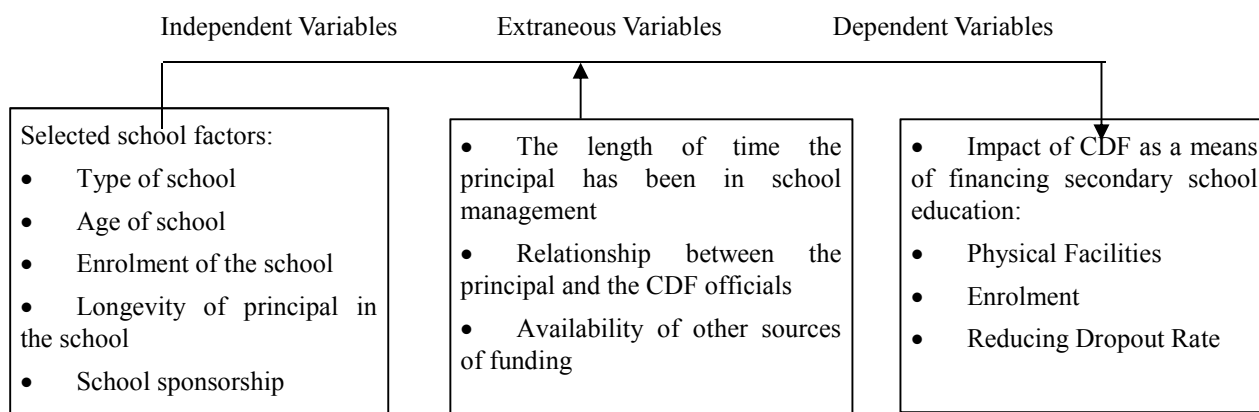 Independent Variables Extraneous Variables Dependent Variables
Selected school factors:
• Type of school
• Age of school
• Enrolment of the school
• Longevity of principal in
the school
• School sponsorship
• The length of time the
principal has been in school
management
• Relationship between the
principal and the CDF officials
• Availability of other sources
of funding
• Impact of CDF as a means
of financing secondary school
education:
• Physical Facilities
• Enrolment
• Reducing Dropout Rate